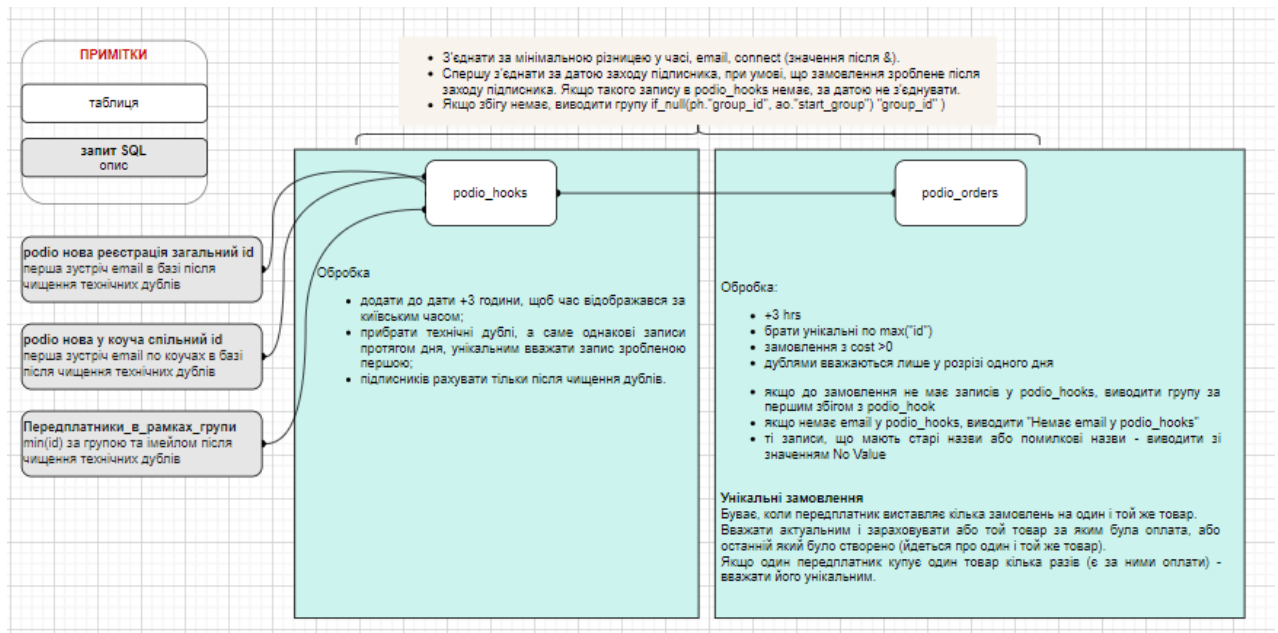 ПРИМІТКИ
таблиця
запит SQL
опис
• З'єднати за мінімальною різницею у часі, email, connect (значення після &).
• Спершу з'єднати за датою заходу підписника, при умові, що замовлення зроблене після
заходу підписника. Якщо такого запису в podio_hooks немає, за датою не з'єднувати.
• Якщо збігу немає, виводити групу if_null(ph."group_id", ao."start_group") "group_id" )
podio_hooks
podio_orders
podio нова реєстрація загальний id
перша зустріч email в базі після
чищення технічних дублів
podio нова у коуча спільний id
перша зустріч email по коучах в базі
після чищення технічних дублів
Передплатники_в_рамках_групи
min(id) за групою та імейлом після
чищення технічних дублів
Обробка
• додати до дати +3 години, щоб час відображався за
київським часом;
• прибрати технічні дублі, а саме однакові записи
протягом дня, унікальним вважати запис зробленою
першою;
• підписників рахувати тільки після чищення дублів.
Обробка:
• +3 hrs
• брати унікальні по max("id")
• замовлення з cost >0
• дублями вважаються лише у розрізі одного дня
• якщо до замовлення не має записів у podio_hooks, виводити групу за
першим збігом з podio_hook
• якщо немає email у podio_hooks, виводити "Немає email у podio_hooks"
• ті записи, що мають старі назви або помилкові назви - виводити зі
значенням No Value
Унікальні замовлення
Буває, коли передплатник виставляє кілька замовлень на один і той же товар.
Вважати актуальним і зараховувати або той товар за яким була оплата, або
останній який було створено (йдеться про один і той же товар).
Якщо один передплатник купує один товар кілька разів (є за ними оплати) -
вважати його унікальним.